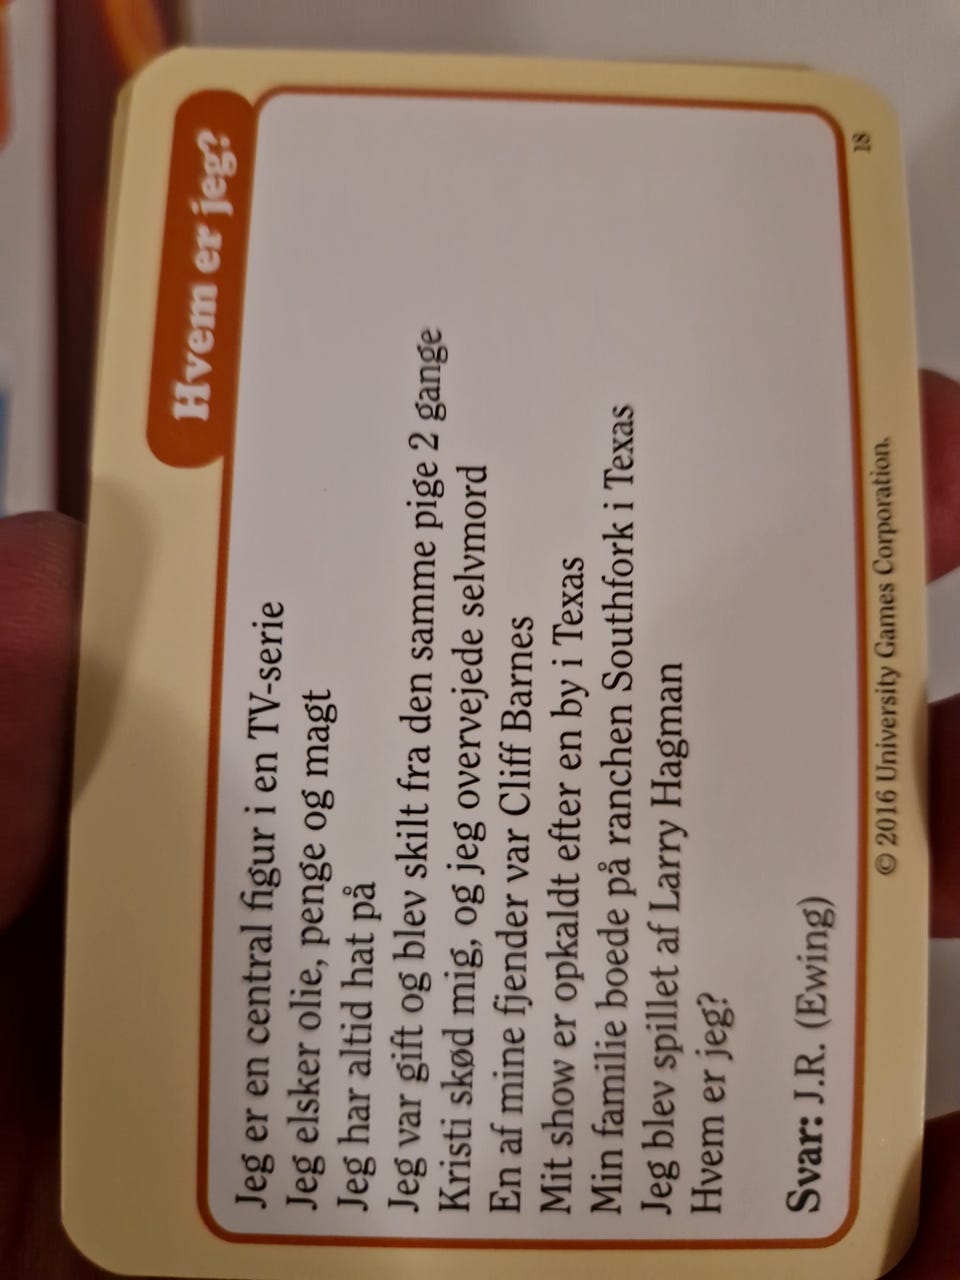 Hvem er jeg?
Jeg er en central figur i en TV-serie
Jeg elsker olie, penge og magt
Jeg har altid hat på
Jeg var gift og blev skilt fra den samme pige 2 gange
Kristi skød mig, og jeg overvejede selvmord
En af mine fjender var Cliff Barnes
Mit show er opkaldt efter en by i Texas
Min familie boede på ranchen Southfork i Texas
Jeg blev spillet af Larry Hagman
Hvem er jeg?
Svar: J.R. (Ewing)
© 2016 University Games Corporation.
18